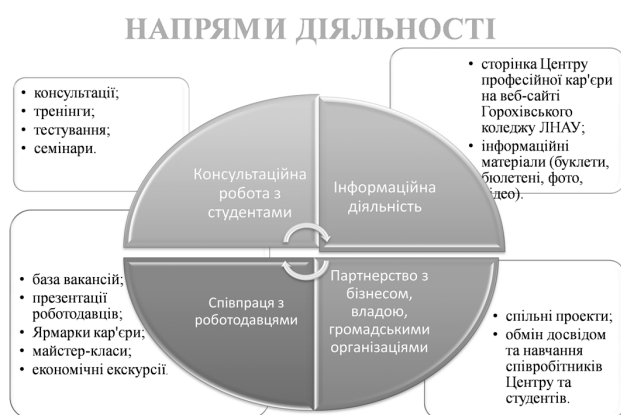 НАПРЯМИ ДІЯЛЬНОСТІ
• консультації;
• тренінги;
• тестування;
• семінари.
• сторінка Центру
професійної кар'єри
на веб-сайті
Горохівського
коледжу ЛНАУ;
• інформаційні
матеріали (буклети,
бюлетені, фото,
відео).
Консультаційна
робота з
студентами
Інформаційна
діяльність
Співпраця з
роботодавцями
Партнерство з
бізнесом,
владою,
громадськими
організаціями
• база вакансій;
• презентації
роботодавців;
• Ярмарки кар'єри;
• майстер-класи;
• економічні екскурсії.
• спільні проекти;
• обмін досвідом
та навчання
співробітників
Центру та
студентів.